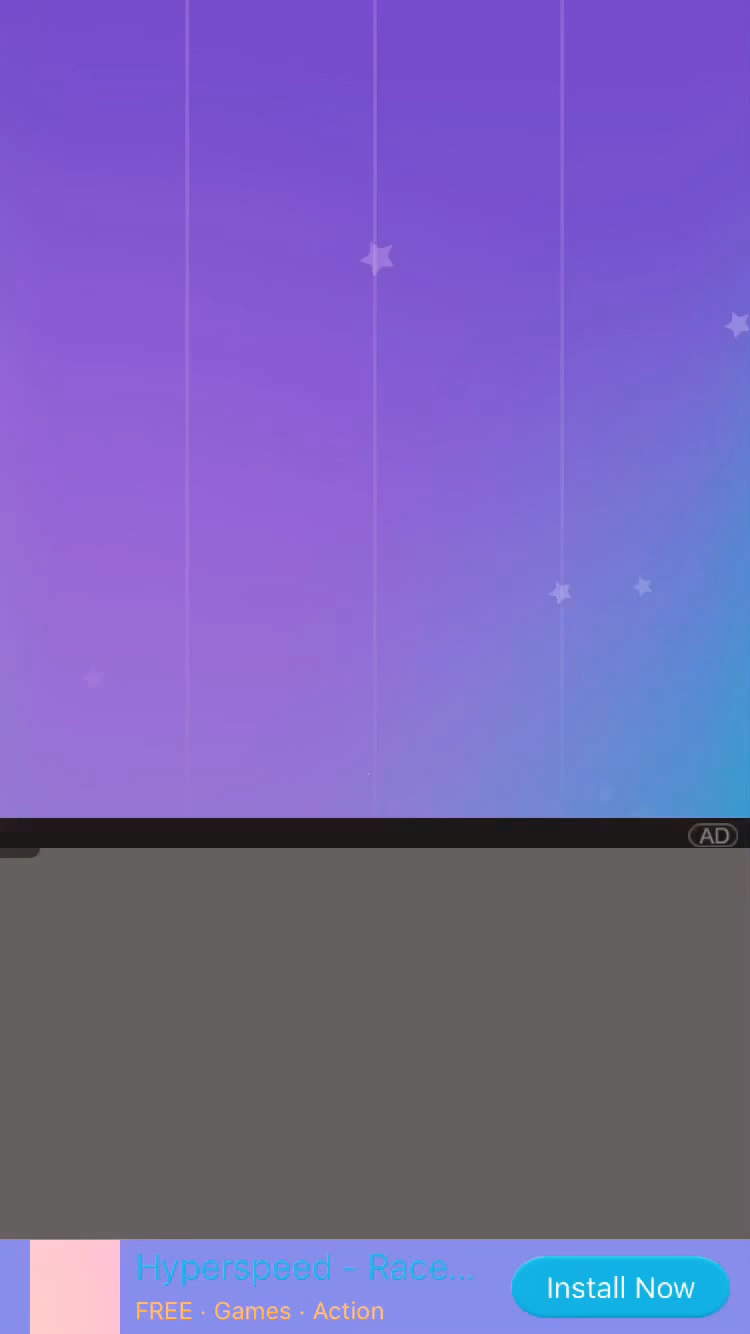 AD
Hyperspeed - Race...
Install Now
FREE · Games · Action